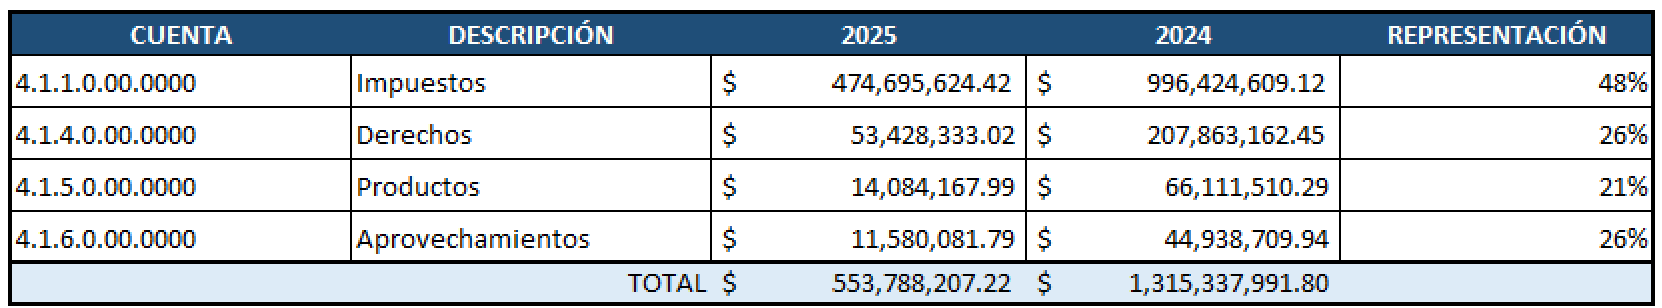 CUENTA DESCRIPCIÓN 2025 2024 REPRESENTACIÓN
4.1.1.0.00.0000 Impuestos $ 474,695,624.42 $ 996,424,609.12 48%
4.1.4.0.00.0000 Derechos $ 53,428,333.02 $ 207,863,162.45 26%
4.1.5.0.00.0000 Productos $ 14,084,167.99 $ 66,111,510.29 21%
4.1.6.0.00.0000 Aprovechamientos $ 11,580,081.79 $ 44,938,709.94 26%
TOTAL $ 553,788,207.22 $ 1,315,337,991.80